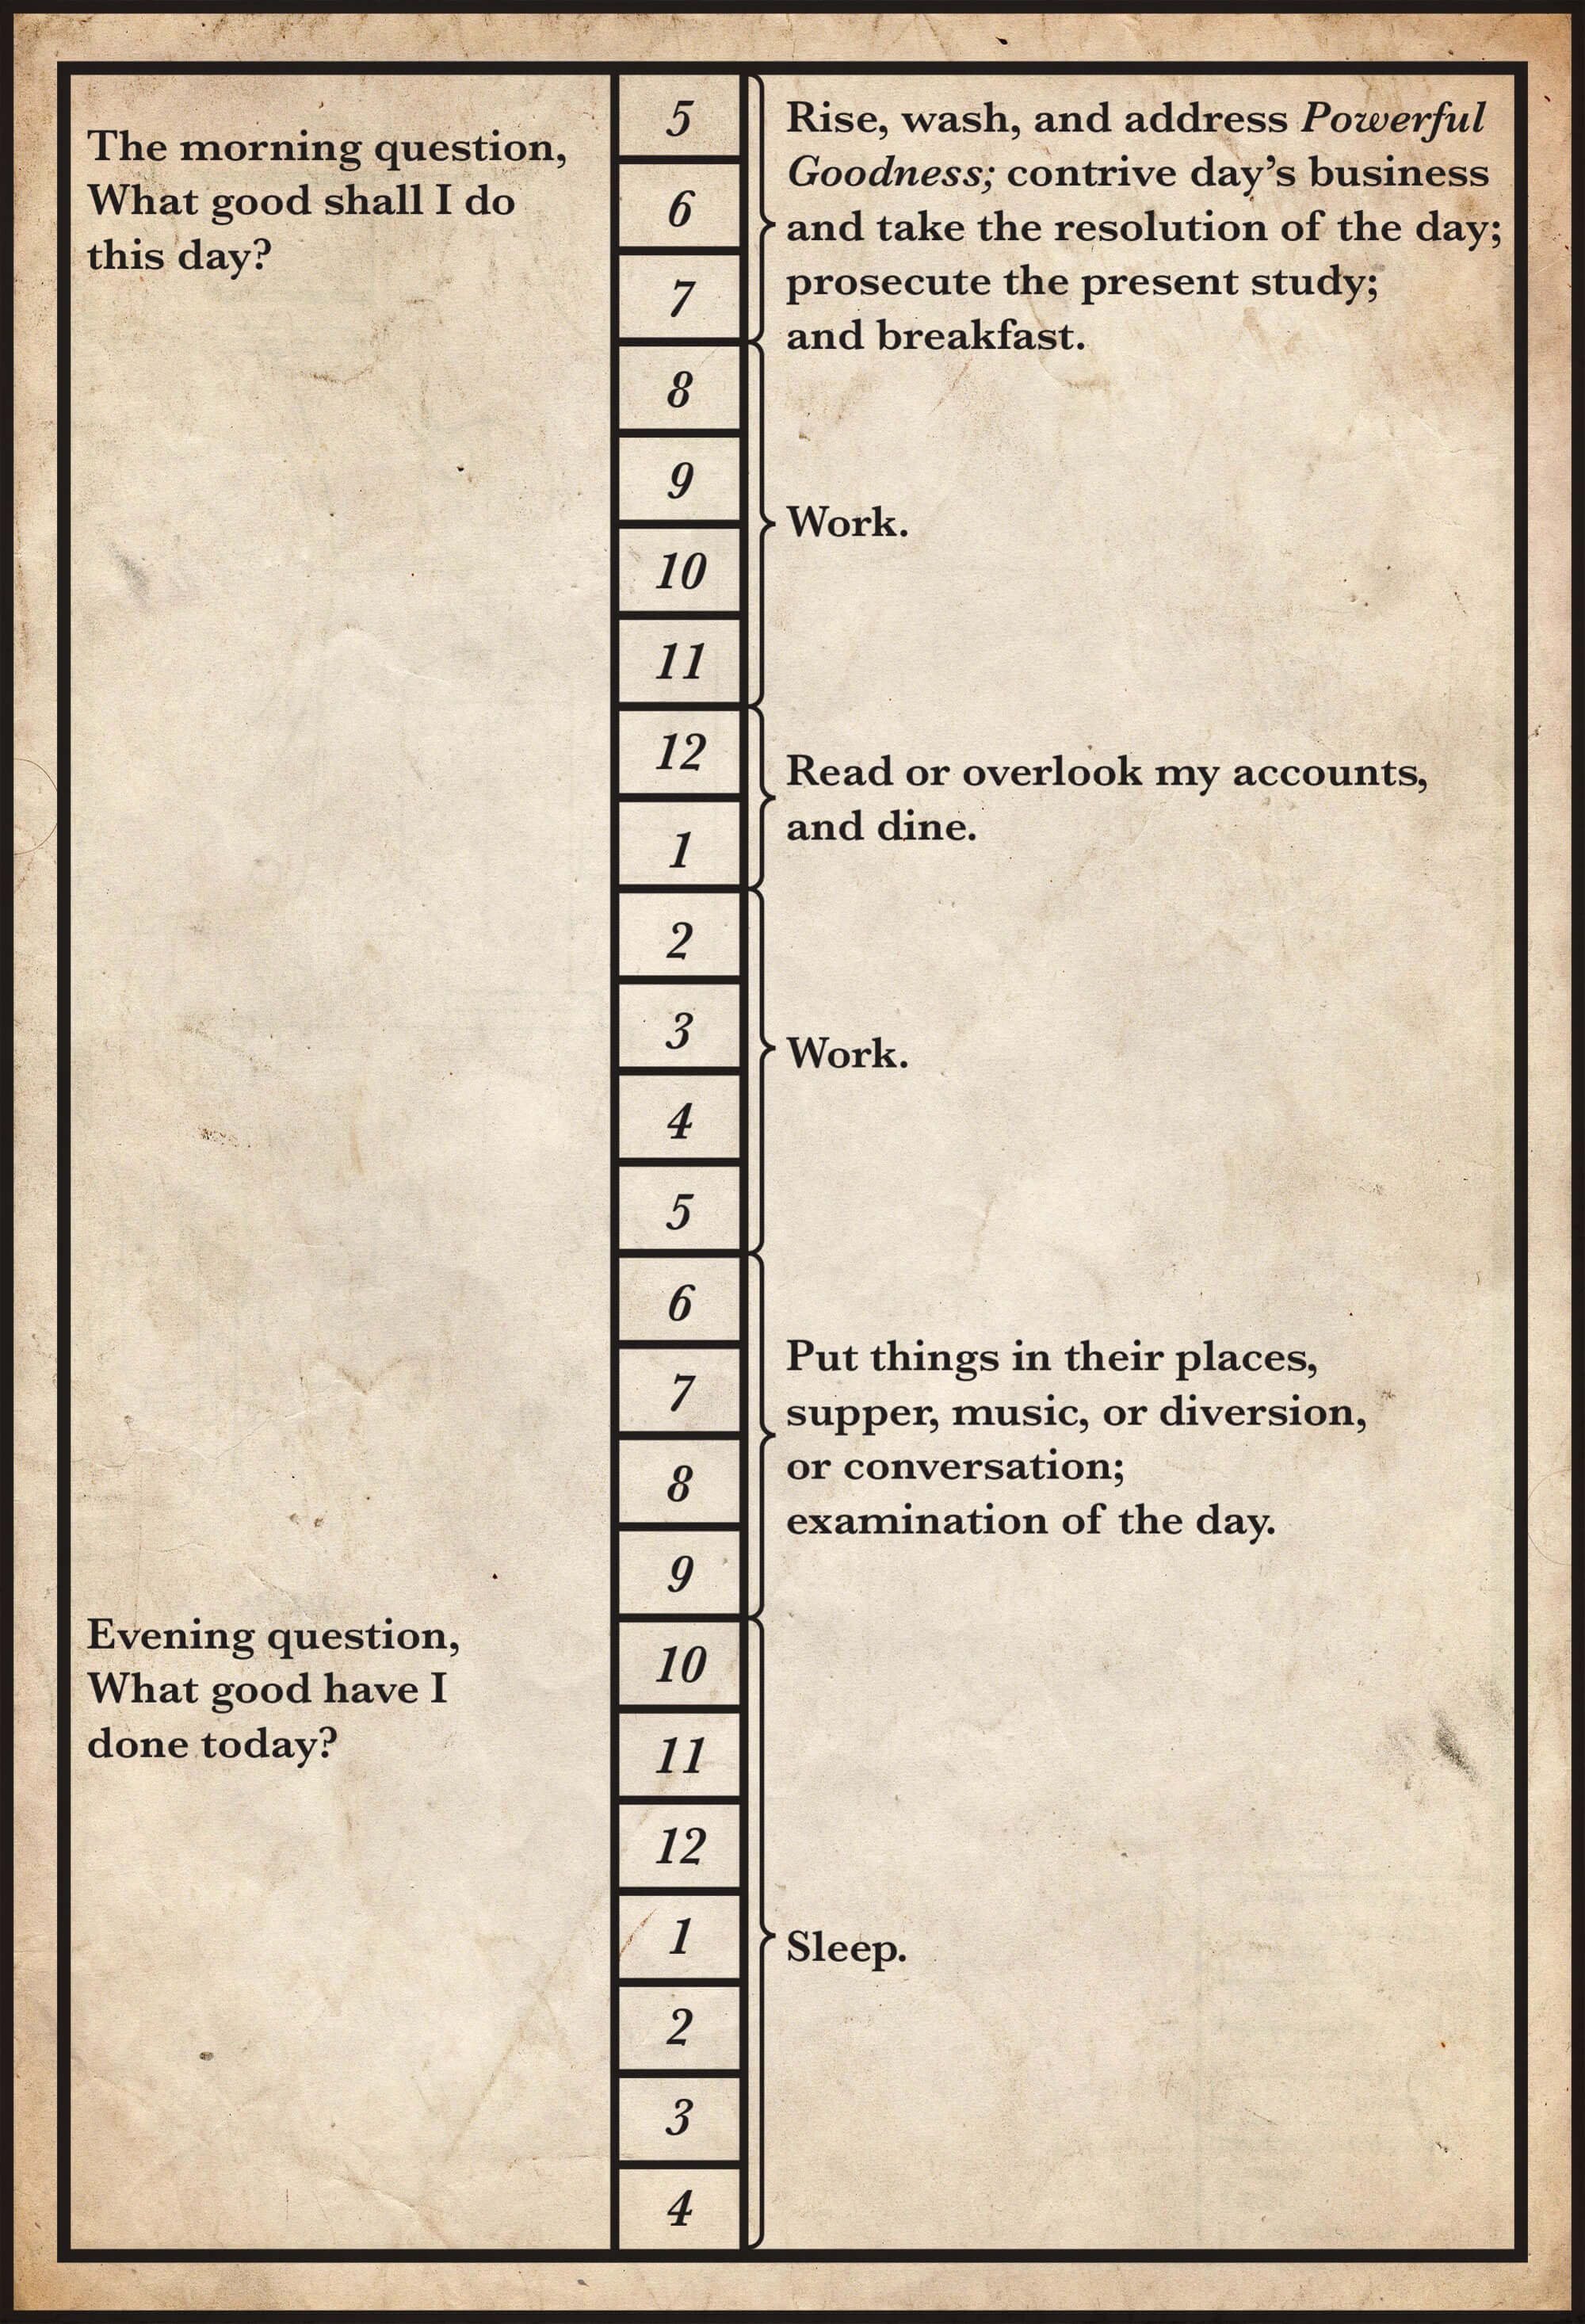 The morning question,
What good shall I do
this day?
5
6
7
Rise, wash, and address Powerful
Goodness; contrive day’s business
and take the resolution of the day;
prosecute the present study;
and breakfast.
8
9
10
11
Work.
12
1
Read or overlook my accounts,
and dine.
2
3
4
5
Work.
6
7
8
9
Put things in their places,
supper, music, or diversion,
or conversation;
examination of the day.
Evening question,
What good have I
done today?
10
11
12
1
2
3
4
Sleep.